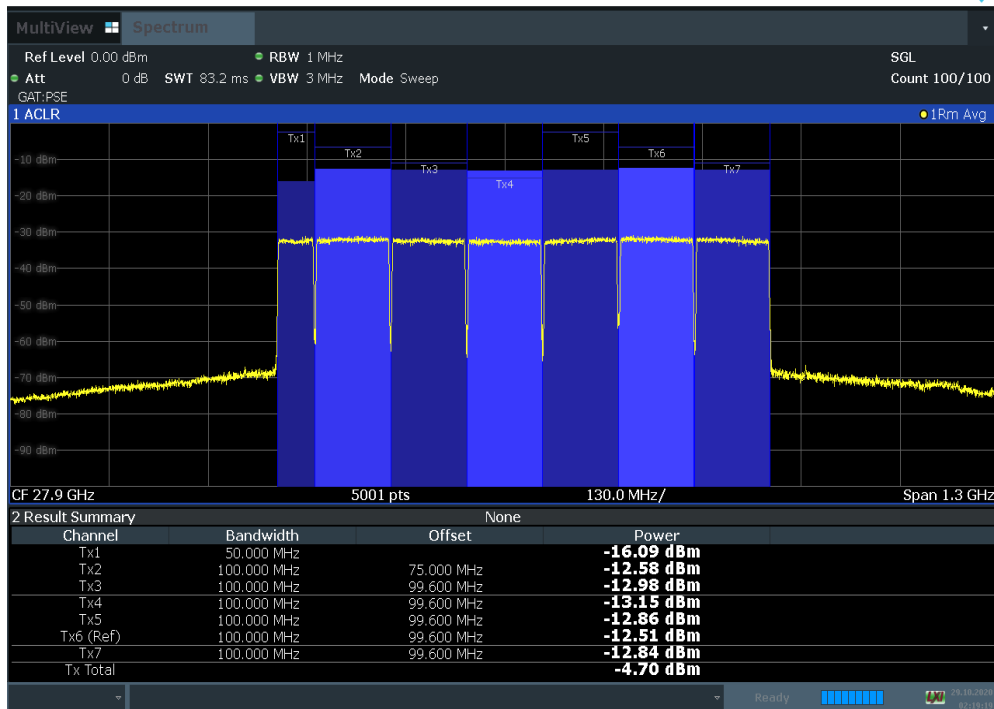 MultiView Spectrum
Ref Level 0.00 dBm RBW 1 MHz SGL
Att 0 dB SWT 83.2 ms VBW 3 MHz Mode Sweep Count 100/100
GAT:PSE
1 ACLR 1Rm Avg
Tx1 Tx5
Tx2 Tx6
-10 dBm
Tx3 Tx7
Tx4
-20 dBm
-30 dBm
-40 dBm
-50 dBm
-60 dBm
-70 dBm
-80 dBm
-90 dBm
CF 27.9 GHz 5001 pts 130.0 MHz/ Span 1.3 GHz
2 Result Summary None
Channel Bandwidth Offset Power
Tx1 50.000 MHz -16.09 dBm
Tx2 100.000 MHz 75.000 MHz -12.58 dBm
Tx3 100.000 MHz 99.600 MHz -12.98 dBm
Tx4 100.000 MHz 99.600 MHz -13.15 dBm
Tx5 100.000 MHz 99.600 MHz -12.86 dBm
Tx6 (Ref) 100.000 MHz 99.600 MHz -12.51 dBm
Tx7 100.000 MHz 99.600 MHz -12.84 dBm
Tx Total -4.70 dBm
Ready LXI 29.10.2020
02:19:19